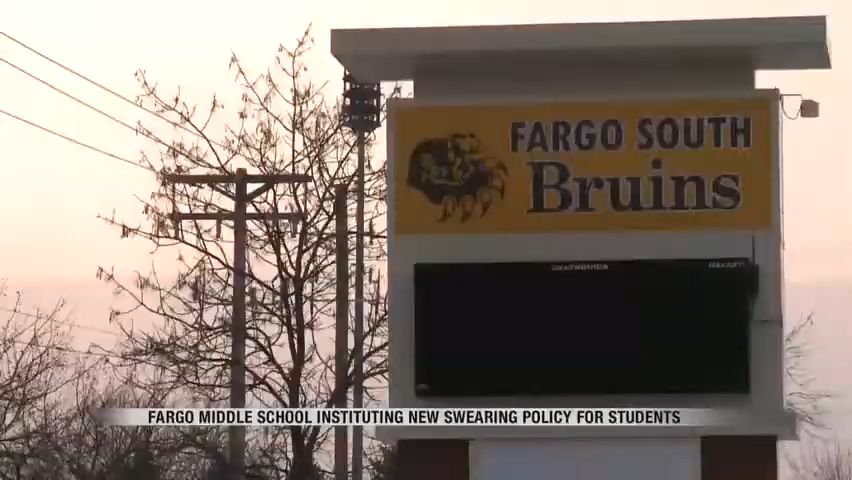 FARGO SOUTH
Bruins
FARGO MIDDLE SCHOOL INSTITUTING NEW SWEARING POLICY FOR STUDENTS